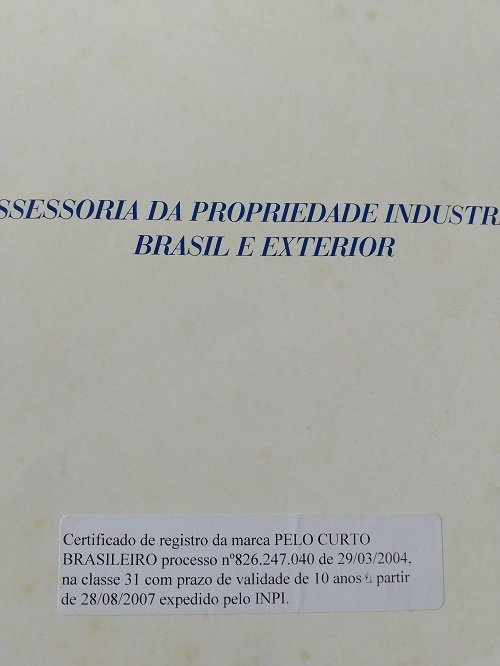 SSESSORIA DA PROPRIEDADE INDUSTRI
BRASIL E EXTERIOR
Certificado de registro da marca PELO CURTO
BRASILEIRO processo nº826.247.040 de 29/03/2004,
na classe 31 com prazo de validade de 10 anos a partir
de 28/08/2007 expedido pelo INPI.